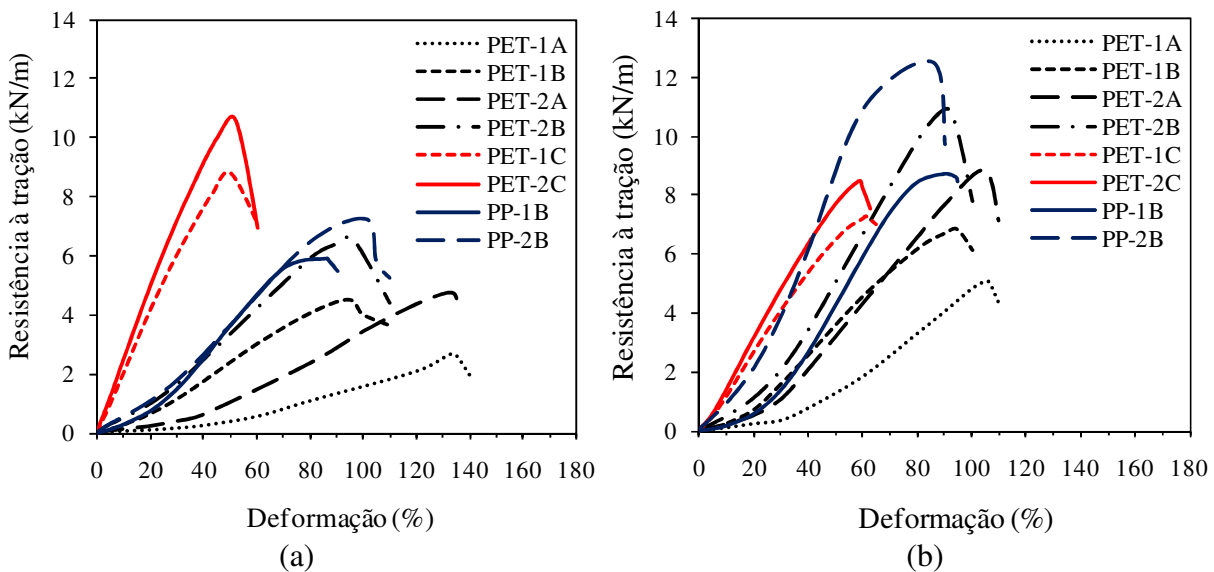 14
12
10
8
6
4
2
0
Resistência à tração (kN/m)
PET-1A
PET-1B
PET-2A
PET-2B
PET-1C
PET-2C
PP-1B
PP-2B
0 20 40 60 80 100 120 140 160 180
Deformação (%)
(a)
14
12
10
8
6
4
2
0
Resistência à tração (kN/m)
PET-1A
PET-1B
PET-2A
PET-2B
PET-1C
PET-2C
PP-1B
PP-2B
0 20 40 60 80 100 120 140 160 180
Deformação (%)
(b)